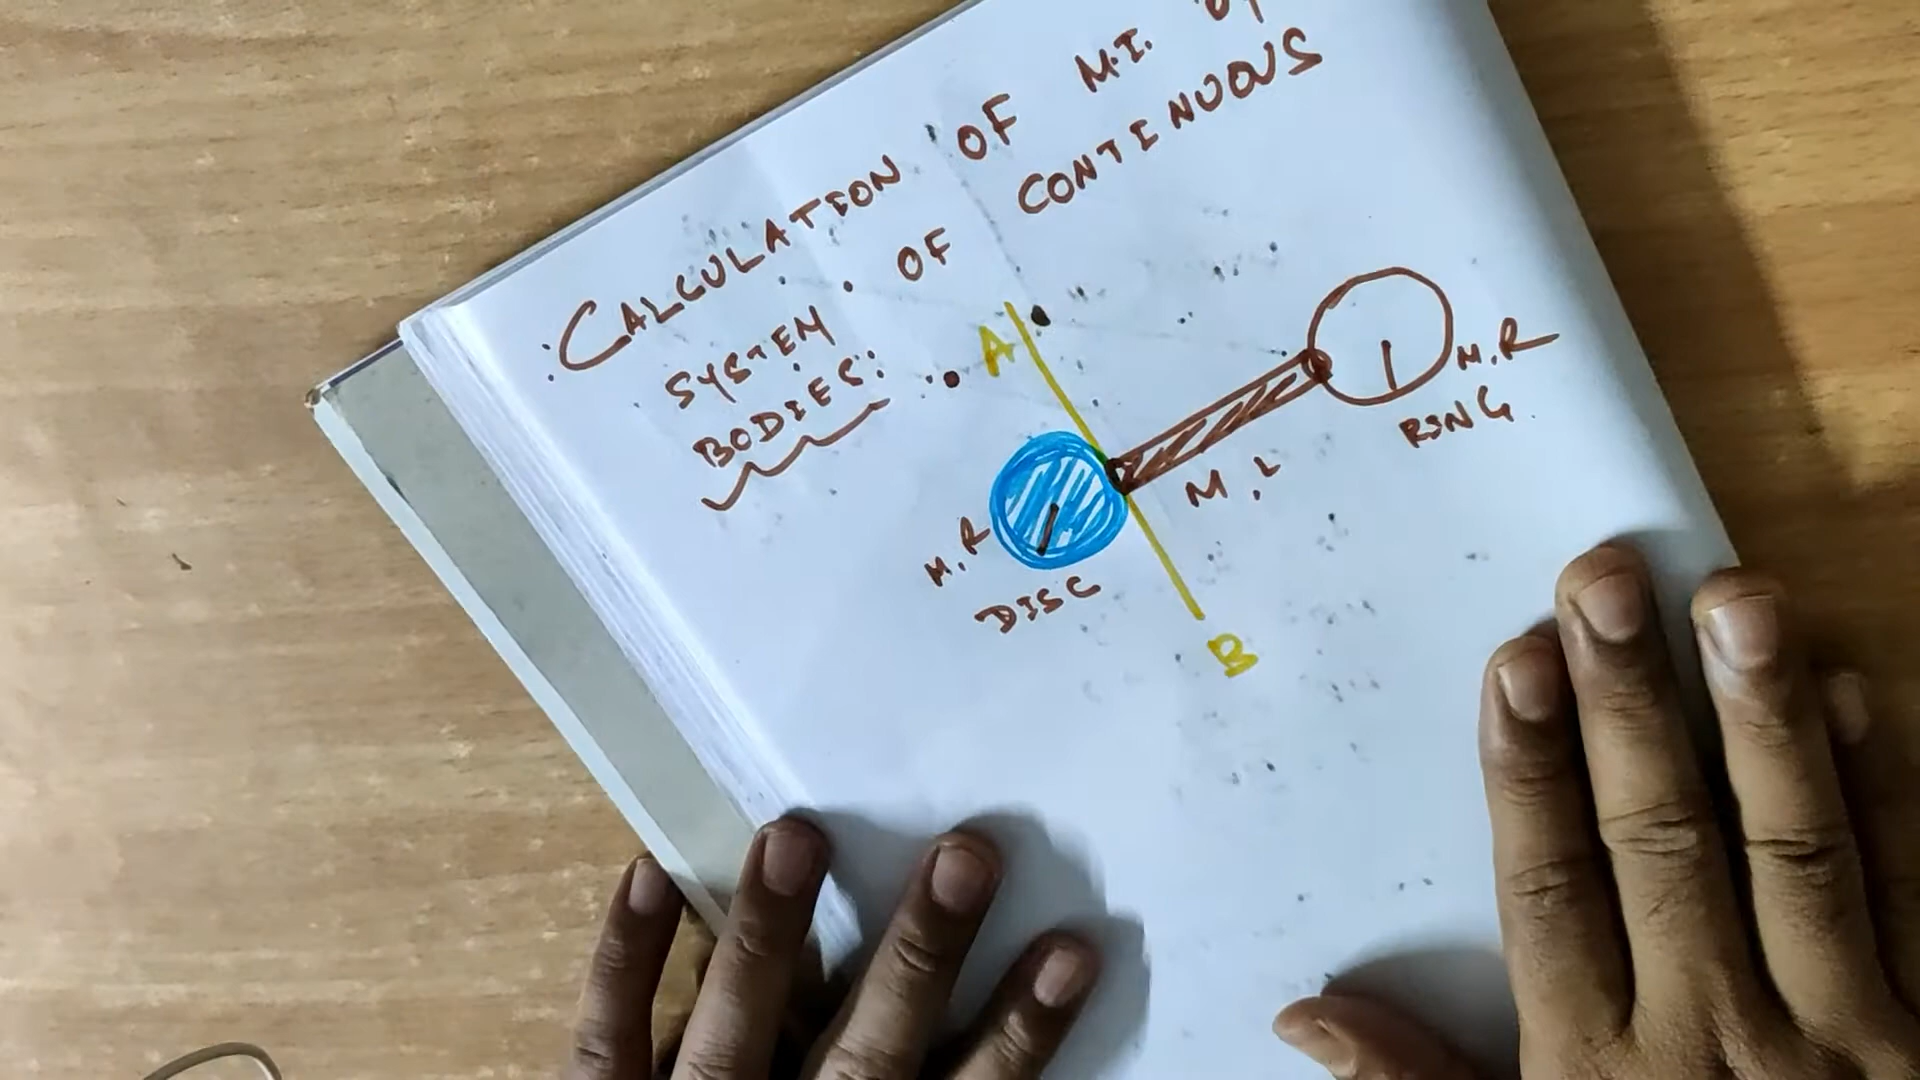 : CALCULATION OF M.I. of
SYSTEM OF CONTINUOUS
BODIES:
A
M.R
RING
M, L
M.R
DISC
B